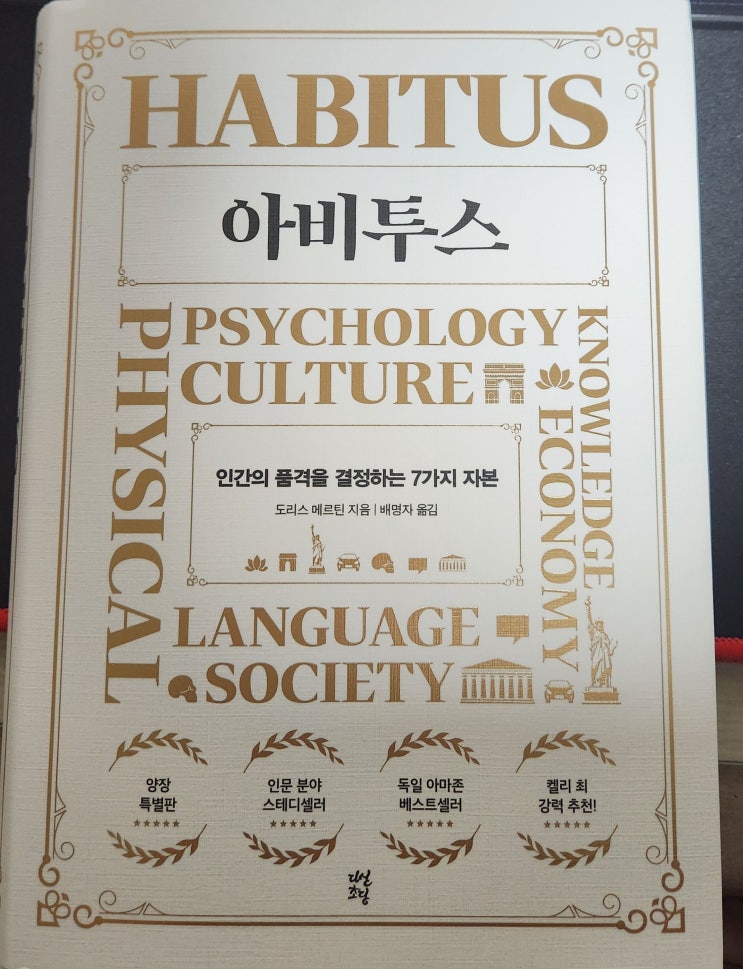 HABITUS
아비투스
PHYSICAL
PSYCHOLOGY
CULTURE
KNOWLEDGE
ECONOMY
인간의 품격을 결정하는 7가지 자본
도리스 메르틴 지음 | 배명자 옮김
LANGUAGE
SOCIETY
양장
특별판
인문 분야
스테디셀러
독일 아마존
베스트셀러
켈리 최
강력 추천!
다산
초당